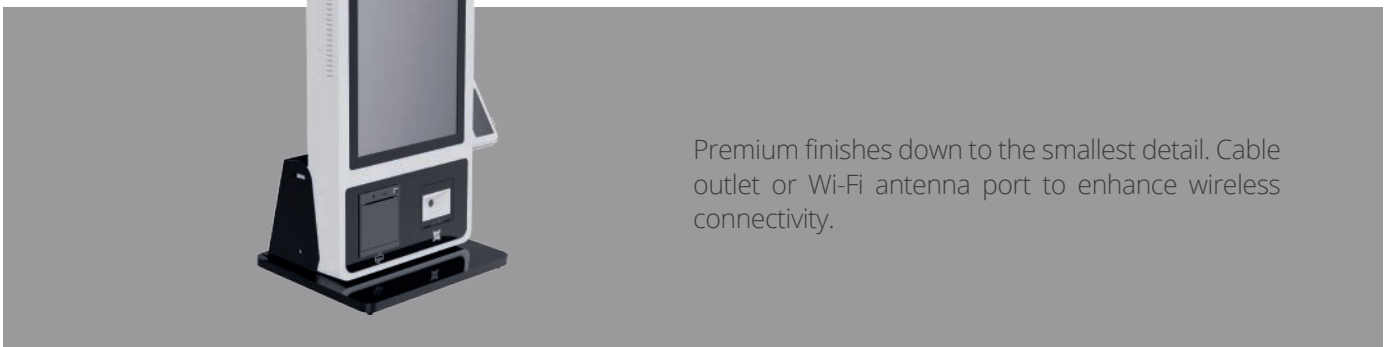 Premium finishes down to the smallest detail. Cable
outlet or Wi-Fi antenna port to enhance wireless
connectivity.